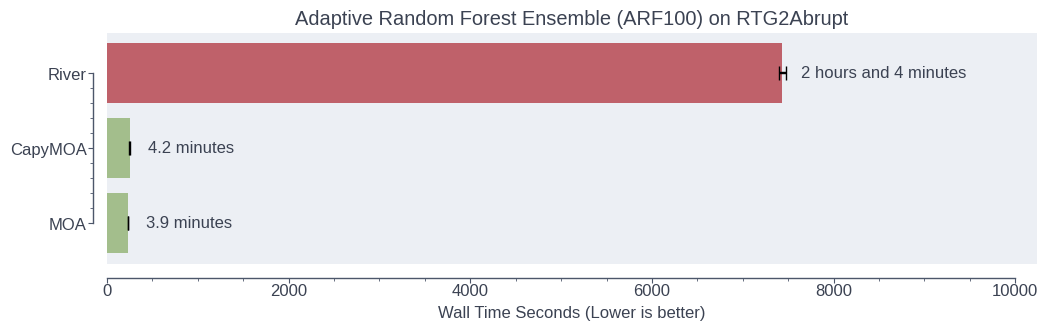 Adaptive Random Forest Ensemble (ARF100) on RTG2Abrupt
River
2 hours and 4 minutes
CapyMOA
4.2 minutes
MOA
3.9 minutes
0 2000 4000 6000 8000 10000
Wall Time Seconds (Lower is better)